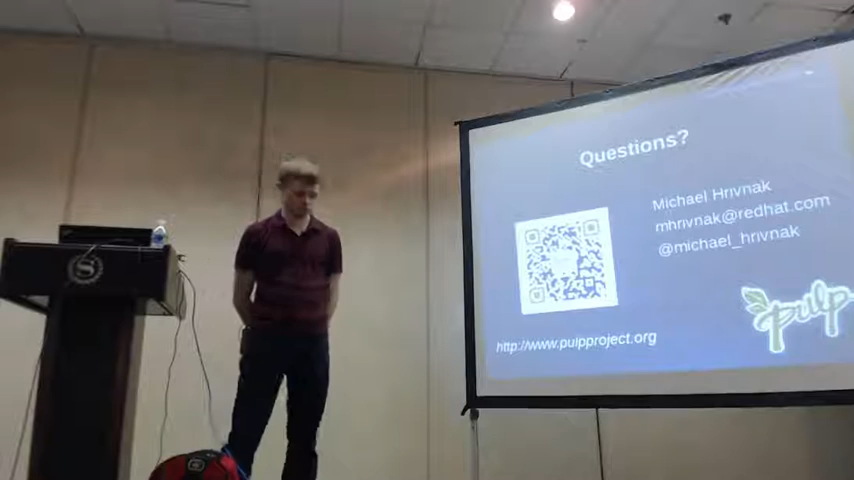 Questions?
Michael Hrivnak
mhrivnak@redhat.com
@michael_hrivnak
http://www.pulpproject.org
pulp
S